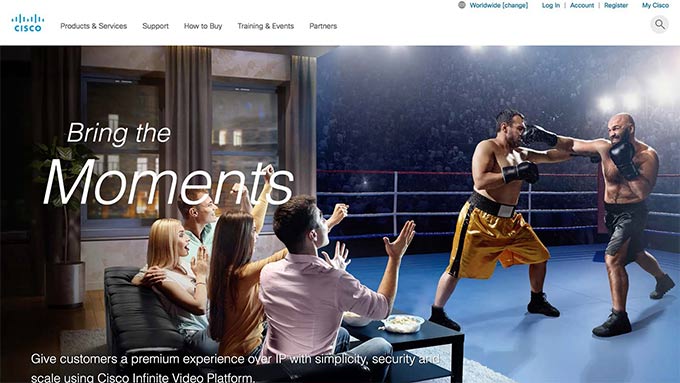 Worldwide [change] Log In | Account | Register My Cisco
CISCO
Products & Services Support How to Buy Training & Events Partners
Bring the
Moments
Give customers a premium experience over IP with simplicity, security and
scale using Cisco Infinite Video Platform.